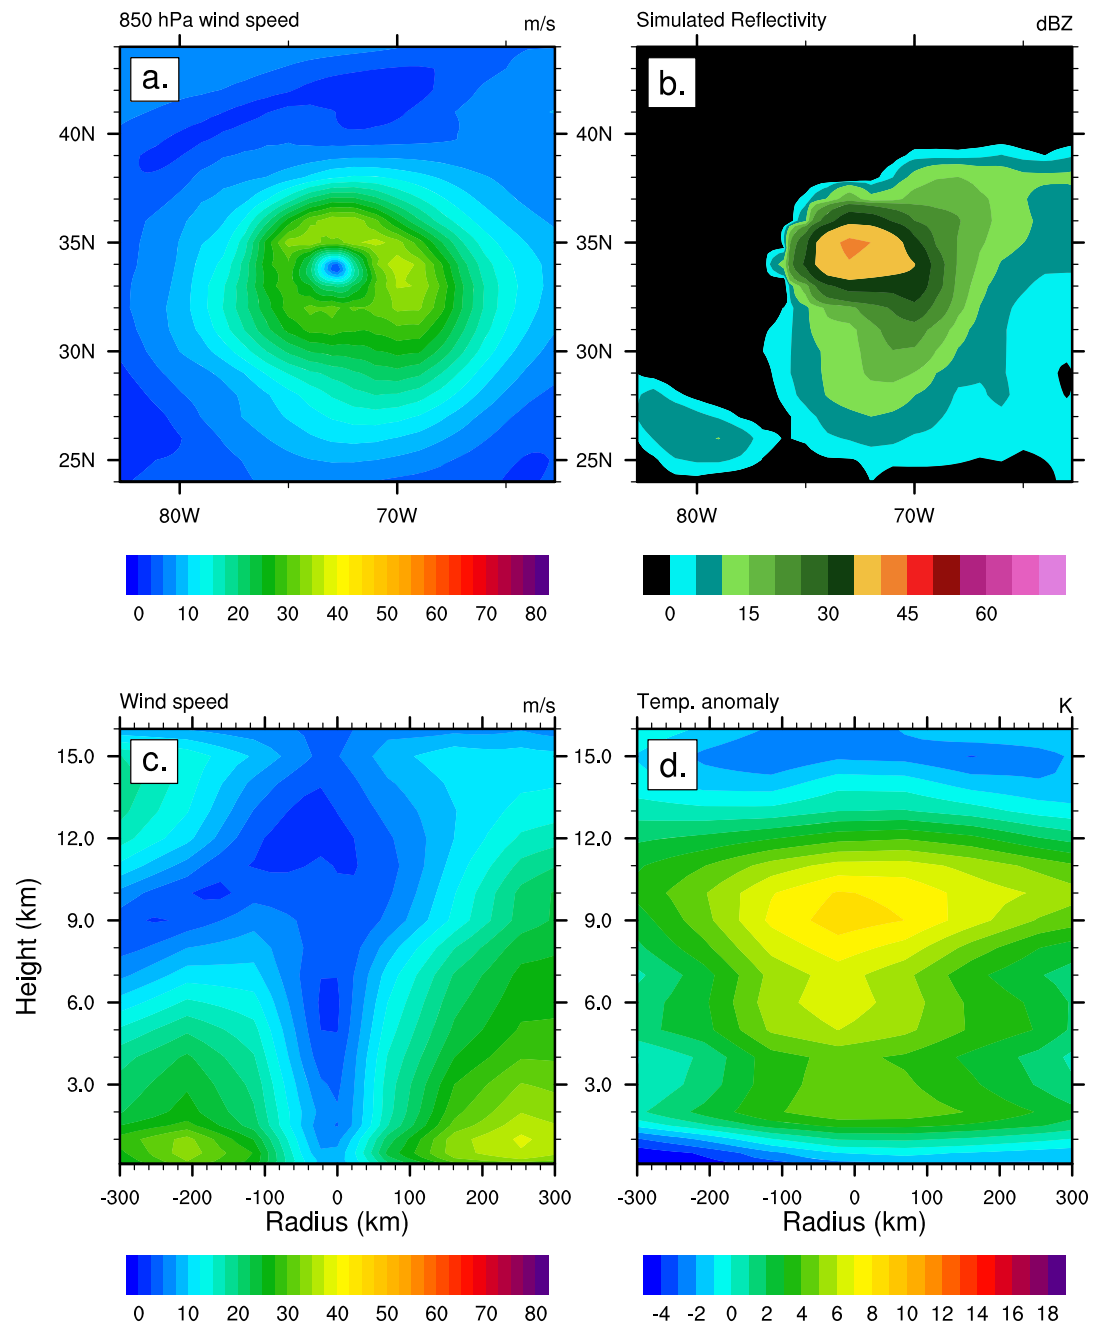 850 hPa wind speed m/s
a.
40N
35N
30N
25N
80W 70W
0 10 20 30 40 50 60 70 80
Simulated Reflectivity dBZ
b.
40N
35N
30N
25N
80W 70W
0 15 30 45 60
Wind speed m/s
c.
15.0
12.0
9.0
6.0
3.0
Height (km)
-300 -200 -100 0 100 200 300
Radius (km)
0 10 20 30 40 50 60 70 80
Temp. anomaly K
d.
15.0
12.0
9.0
6.0
3.0
-300 -200 -100 0 100 200 300
Radius (km)
-4 -2 0 2 4 6 8 10 12 14 16 18